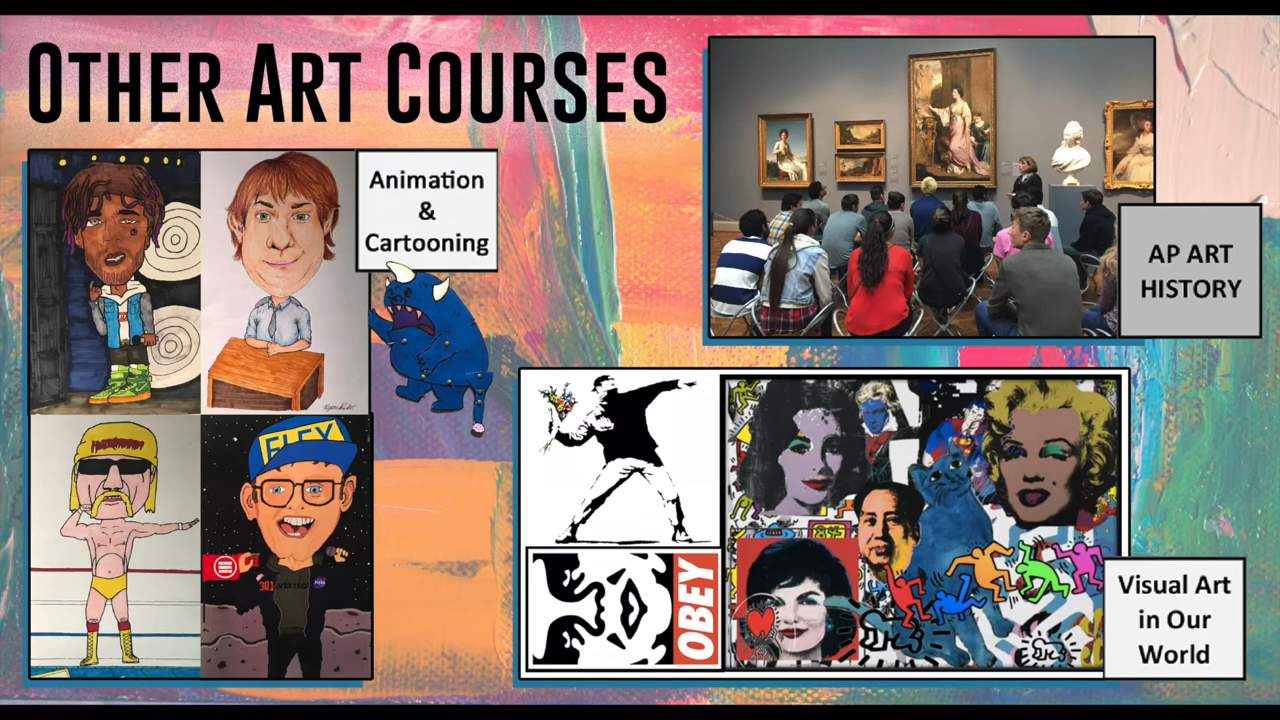 OTHER ART COURSES
Animation
&
Cartooning
AP ART
HISTORY
OBEY
Visual Art
in Our
World